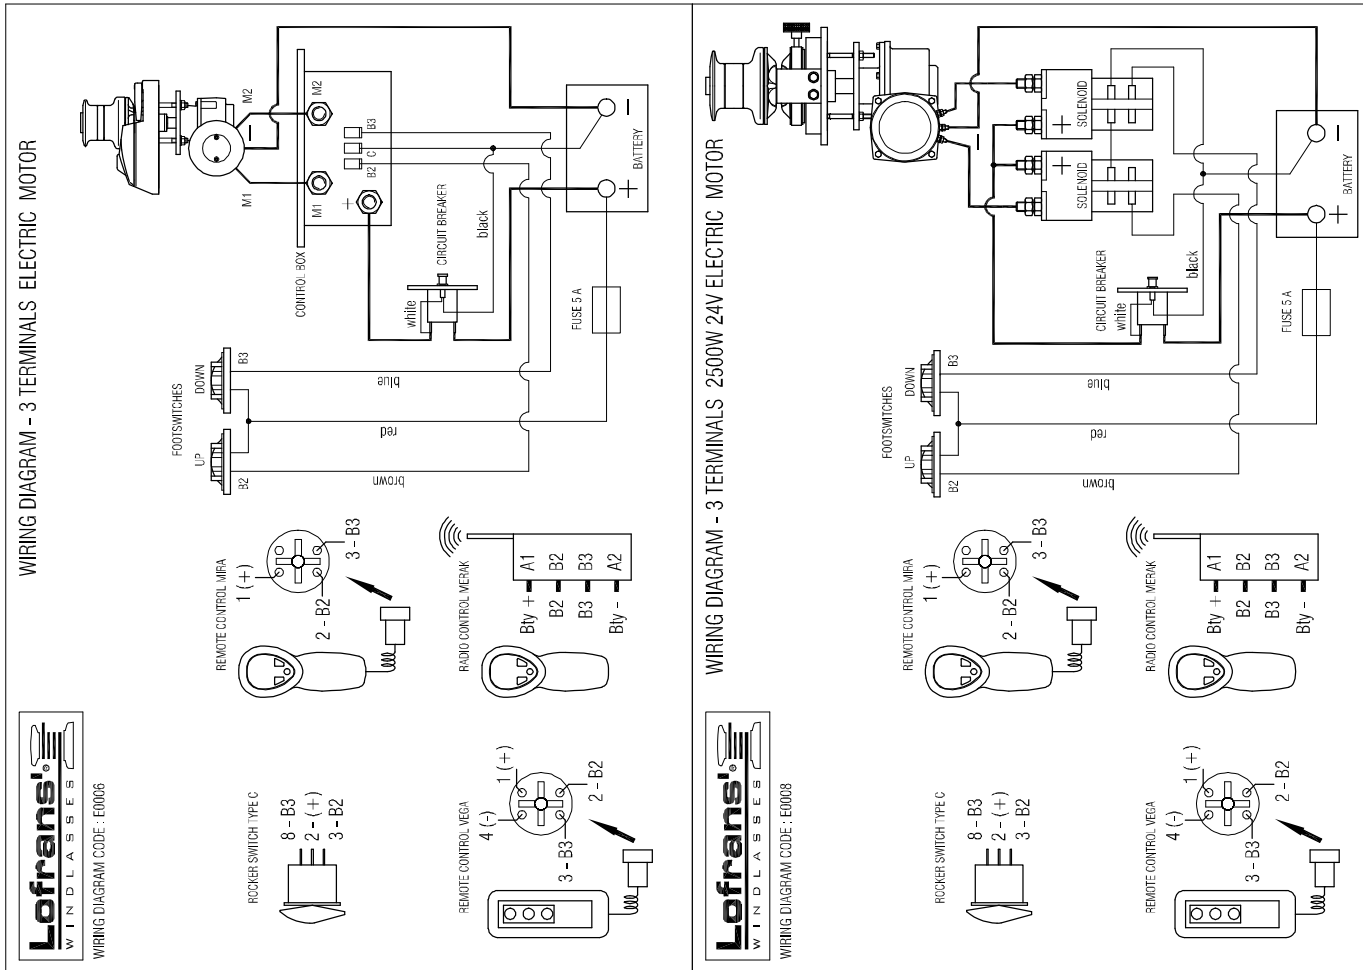 WIRING DIAGRAM - 3 TERMINALS ELECTRIC MOTOR
Lofrans'®
WINDLASSES
WIRING DIAGRAM CODE : E0006
M2
M1
M2
M1
+
B3
C
B2
CONTROL BOX
-
+
BATTERY
CIRCUIT BREAKER
white
black
FUSE 5 A
FOOTSWITCHES
UP
DOWN
B2
B3
blue
red
brown
REMOTE CONTROL MIRA
1 (+)
2 - B2
3 - B3
RADIO CONTROL MERAK
Bty + A1
B2 B2
B3 B3
Bty - A2
ROCKER SWITCH TYPE C
8 - B3
2 - (+)
3 - B2
REMOTE CONTROL VEGA
4 (-)
1 (+)
3 - B3
2 - B2
WIRING DIAGRAM - 3 TERMINALS 2500W 24V ELECTRIC MOTOR
Lofrans'®
WINDLASSES
WIRING DIAGRAM CODE : E0008
+
SOLENOID
+
SOLENOID
-
+
BATTERY
CIRCUIT BREAKER
white
black
FUSE 5 A
FOOTSWITCHES
UP
DOWN
B2
B3
blue
red
brown
REMOTE CONTROL MIRA
1 (+)
2 - B2
3 - B3
RADIO CONTROL MERAK
Bty + A1
B2 B2
B3 B3
Bty - A2
ROCKER SWITCH TYPE C
8 - B3
2 - (+)
3 - B2
REMOTE CONTROL VEGA
4 (-)
1 (+)
3 - B3
2 - B2